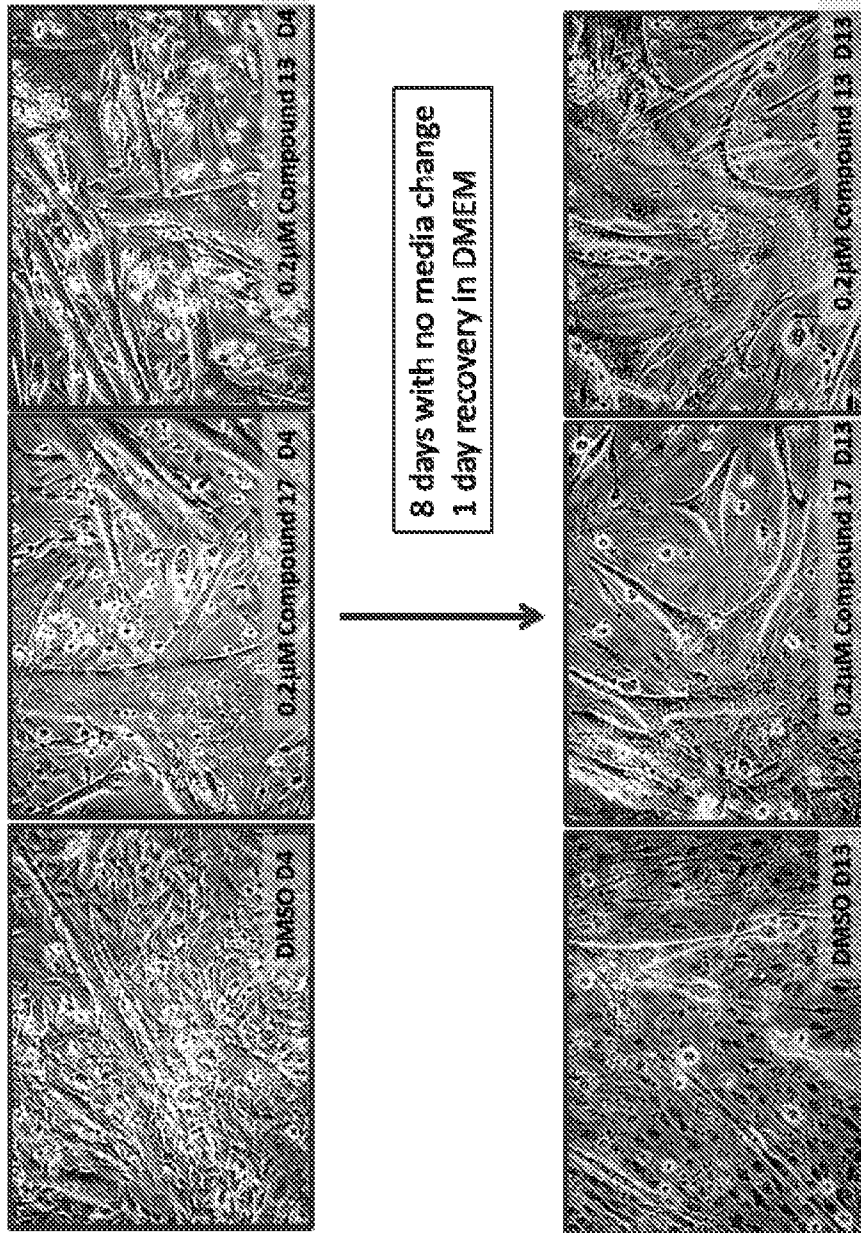 DMSO D4
0.2µM Compound 17 D4
0.2µM Compound 13 D4
8 days with no media change
1 day recovery in DMEM
DMSO D13
0.2µM Compound 17 D13
0.2µM Compound 13 D13